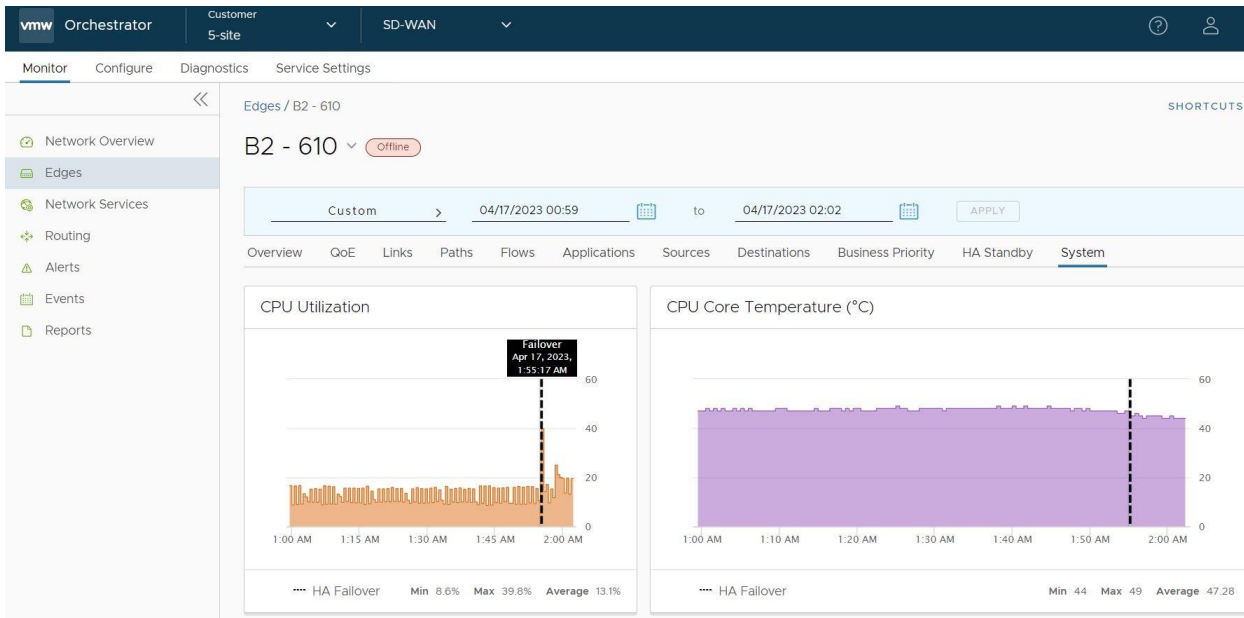 vmw Orchestrator
Customer
5-site
SD-WAN
Monitor Configure Diagnostics Service Settings
Network Overview
Edges
Network Services
Routing
Alerts
Events
Reports
Edges / B2 - 610
SHORTCUTS
B2 - 610 Offline
Custom 04/17/2023 00:59 to 04/17/2023 02:02 APPLY
Overview QoE Links Paths Flows Applications Sources Destinations Business Priority HA Standby System
CPU Utilization
Failover
Apr 17, 2023,
1:55:17 AM
60
40
20
0
1:00 AM 1:15 AM 1:30 AM 1:45 AM 2:00 AM
HA Failover Min 8.6% Max 39.8% Average 13.1%
CPU Core Temperature (°C)
60
40
20
0
1:00 AM 1:10 AM 1:20 AM 1:30 AM 1:40 AM 1:50 AM 2:00 AM
HA Failover Min 44 Max 49 Average 47.28